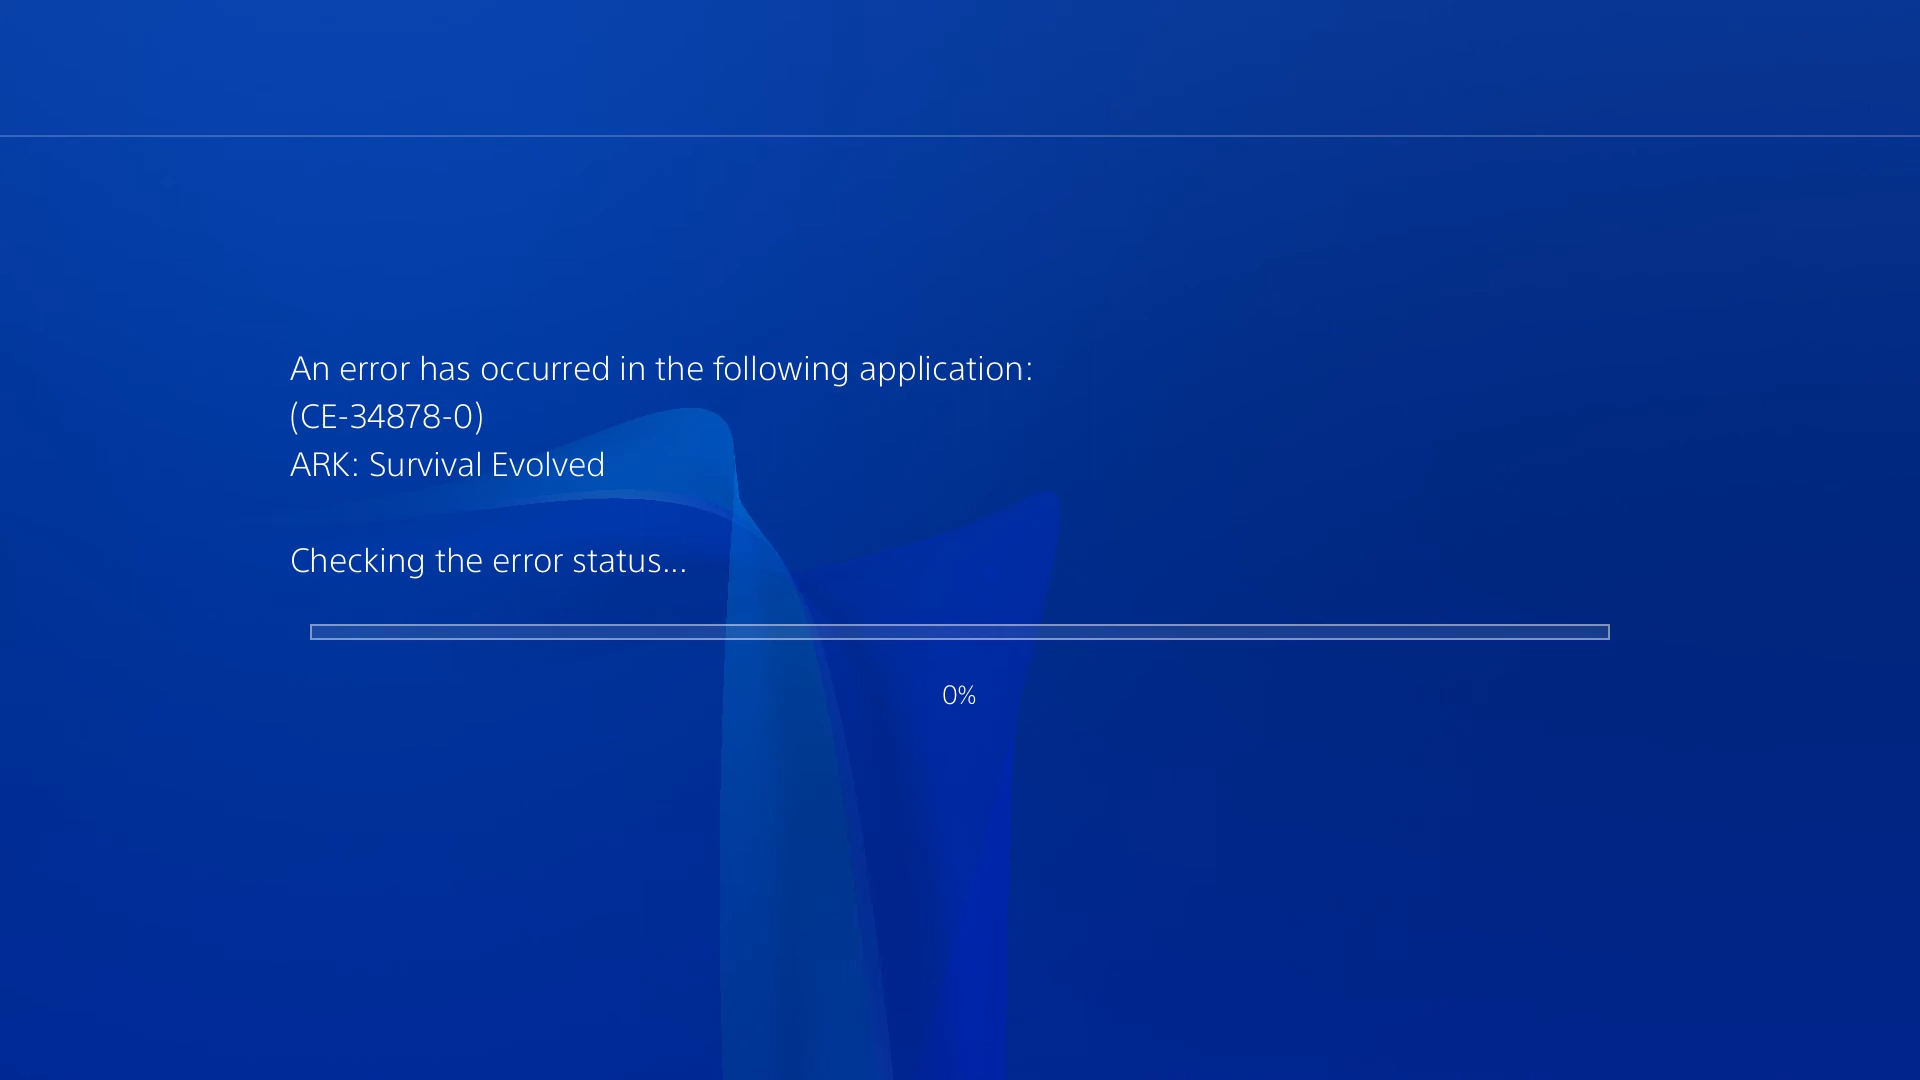 An error has occurred in the following application:
(CE-34878-0)
ARK: Survival Evolved
Checking the error status...
0%